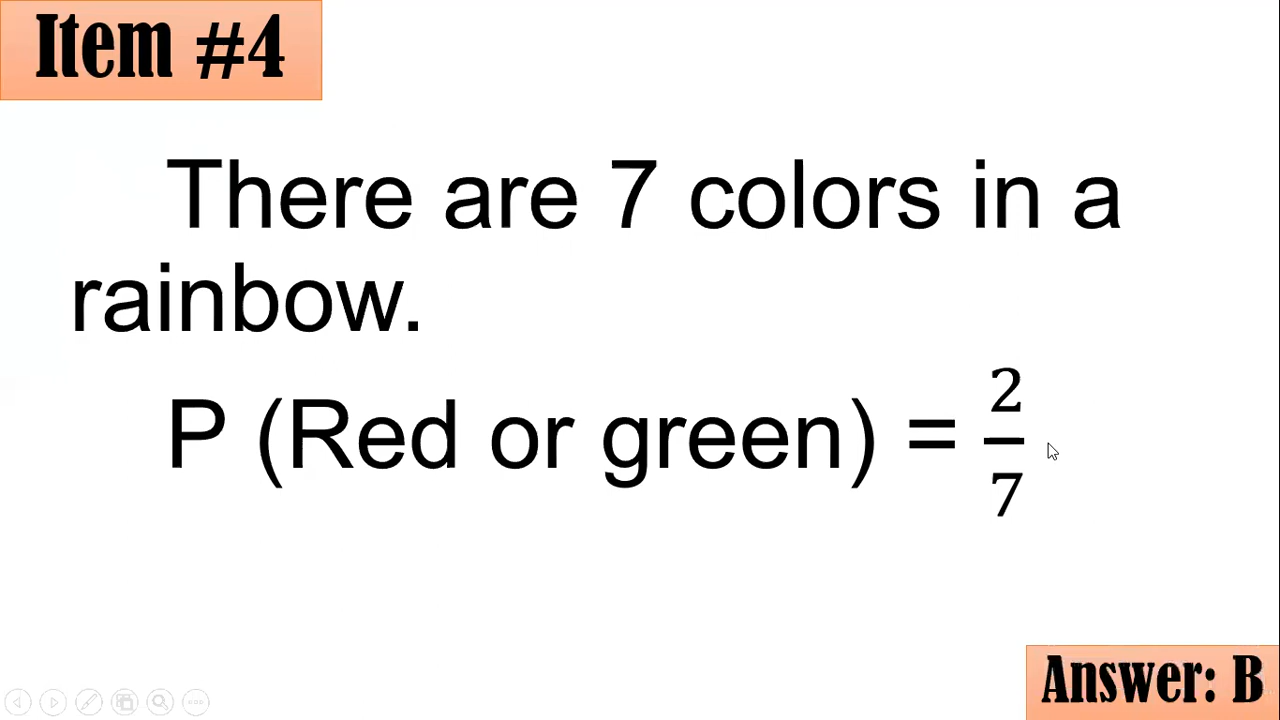 Item #4
There are 7 colors in a
rainbow.
P (Red or green) = 2/7
Answer: B